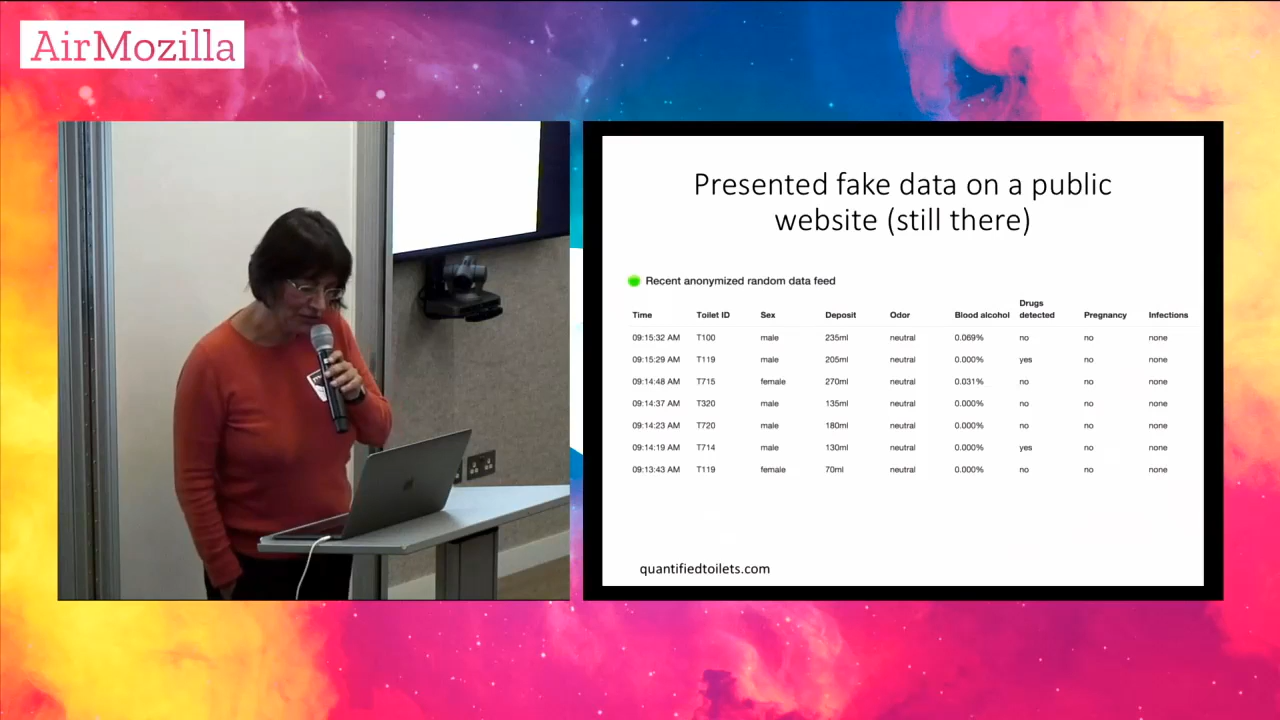 AirMozilla
Presented fake data on a public
website (still there)
Recent anonymized random data feed
Time Toilet ID Sex Deposit Odor Blood alcohol Drugs detected Pregnancy Infections
09:15:32 AM T100 male 235ml neutral 0.069% no no none
09:15:29 AM T119 male 205ml neutral 0.000% yes no none
09:14:48 AM T715 female 270ml neutral 0.031% no no none
09:14:37 AM T320 male 135ml neutral 0.000% no no none
09:14:23 AM T720 male 180ml neutral 0.000% no no none
09:14:19 AM T714 male 130ml neutral 0.000% yes no none
09:13:43 AM T119 female 70ml neutral 0.000% no no none
quantifiedtoilets.com